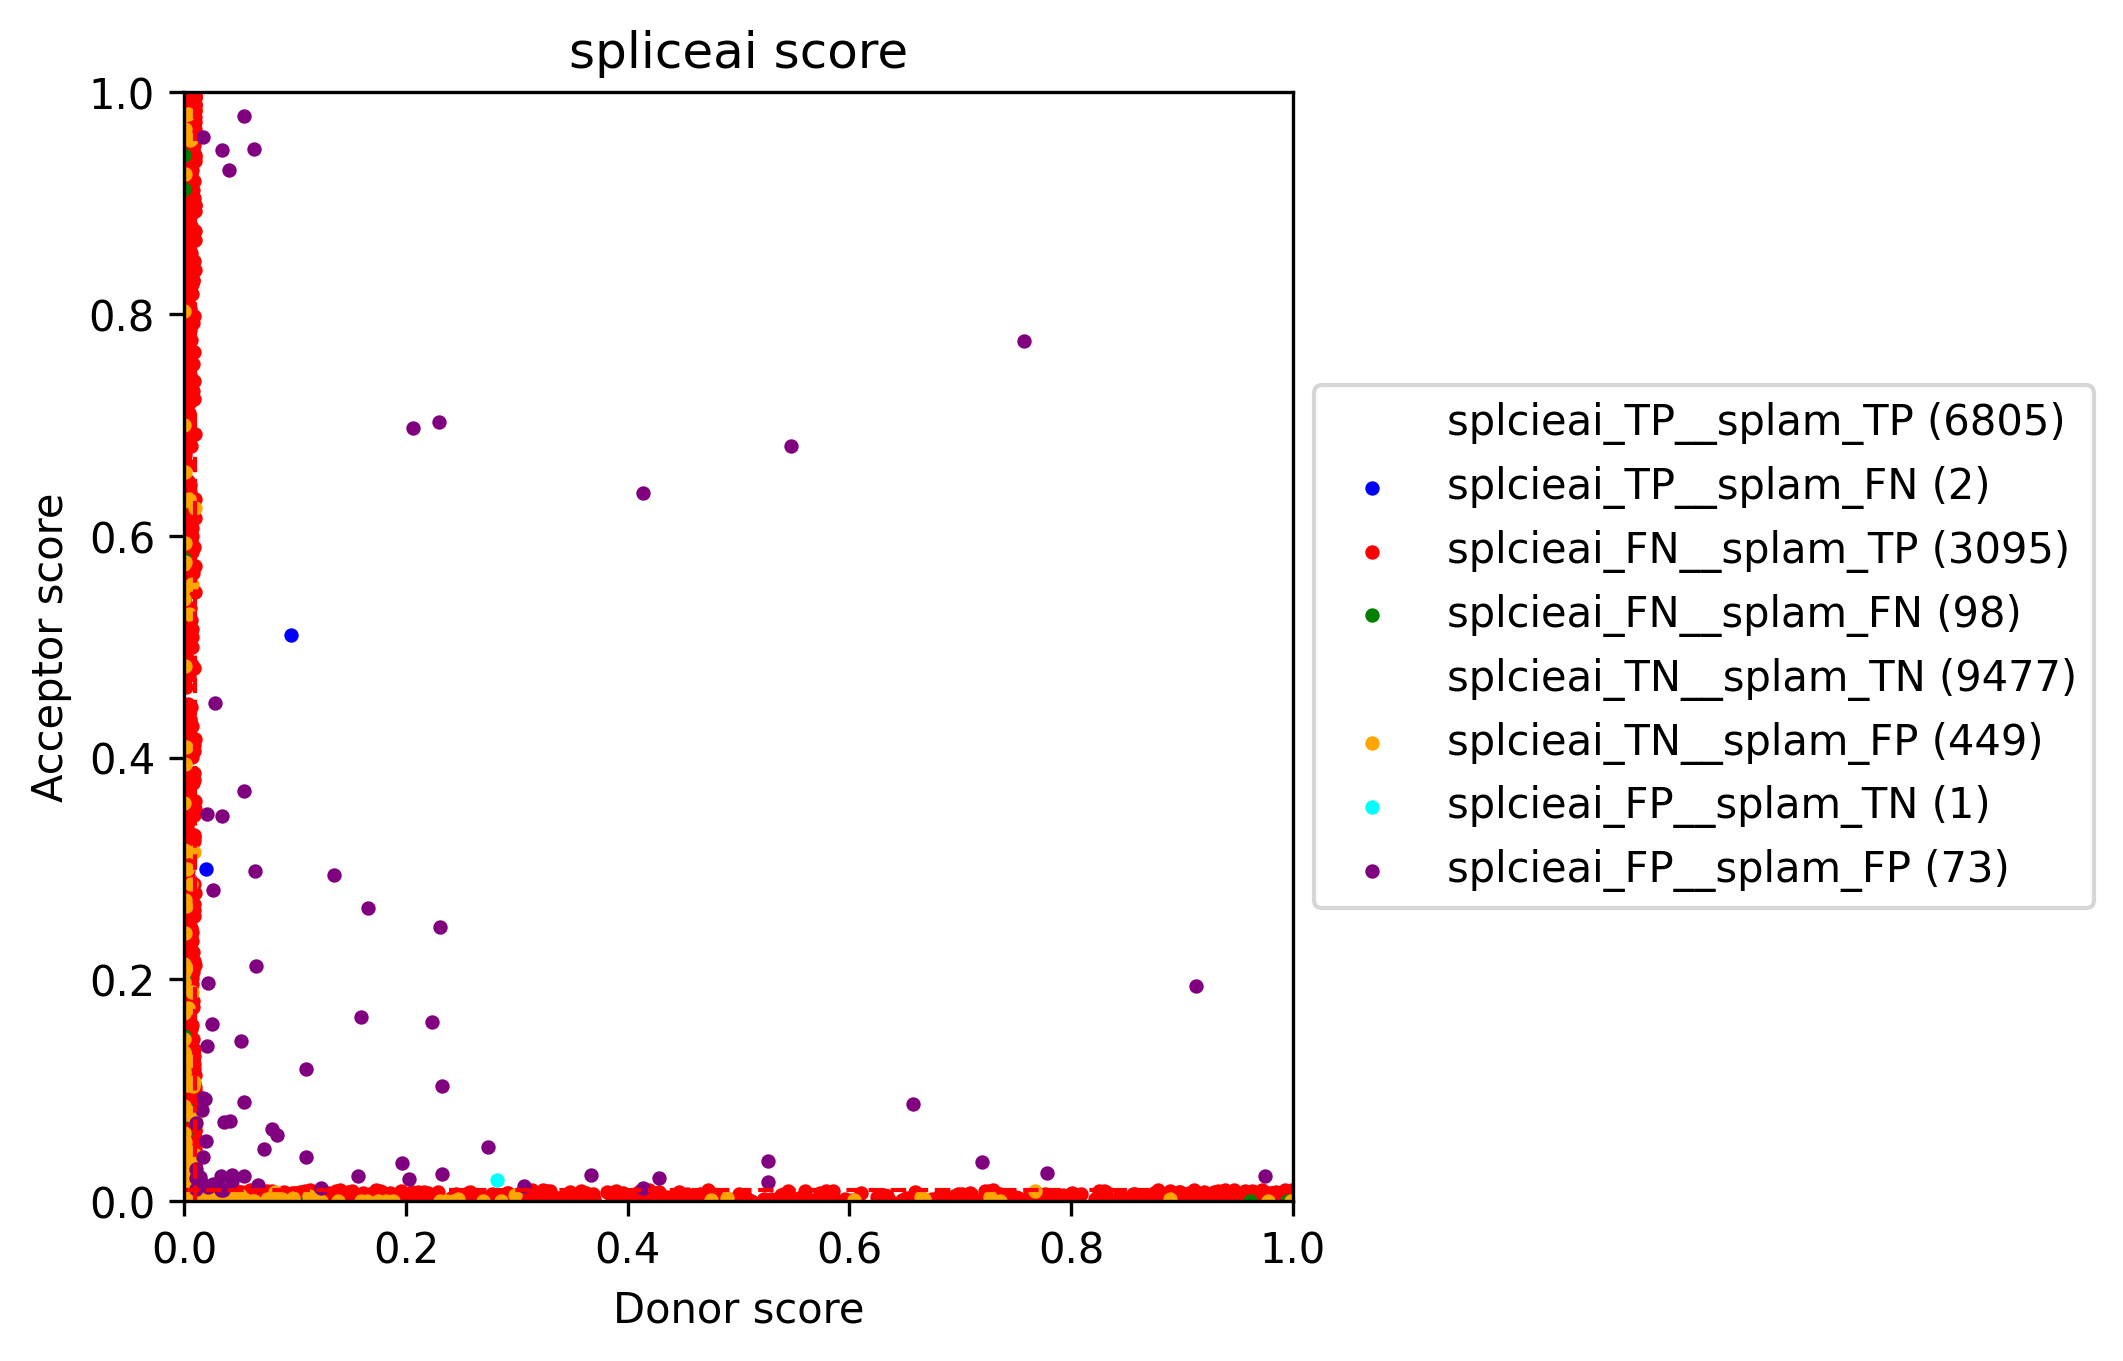 spliceai score
1.0
0.8
0.6
0.4
0.2
0.0
Acceptor score
0.0 0.2 0.4 0.6 0.8 1.0
Donor score
splcieai_TP__splam_TP (6805)
splcieai_TP__splam_FN (2)
splcieai_FN__splam_TP (3095)
splcieai_FN__splam_FN (98)
splcieai_TN__splam_TN (9477)
splcieai_TN__splam_FP (449)
splcieai_FP__splam_TN (1)
splcieai_FP__splam_FP (73)